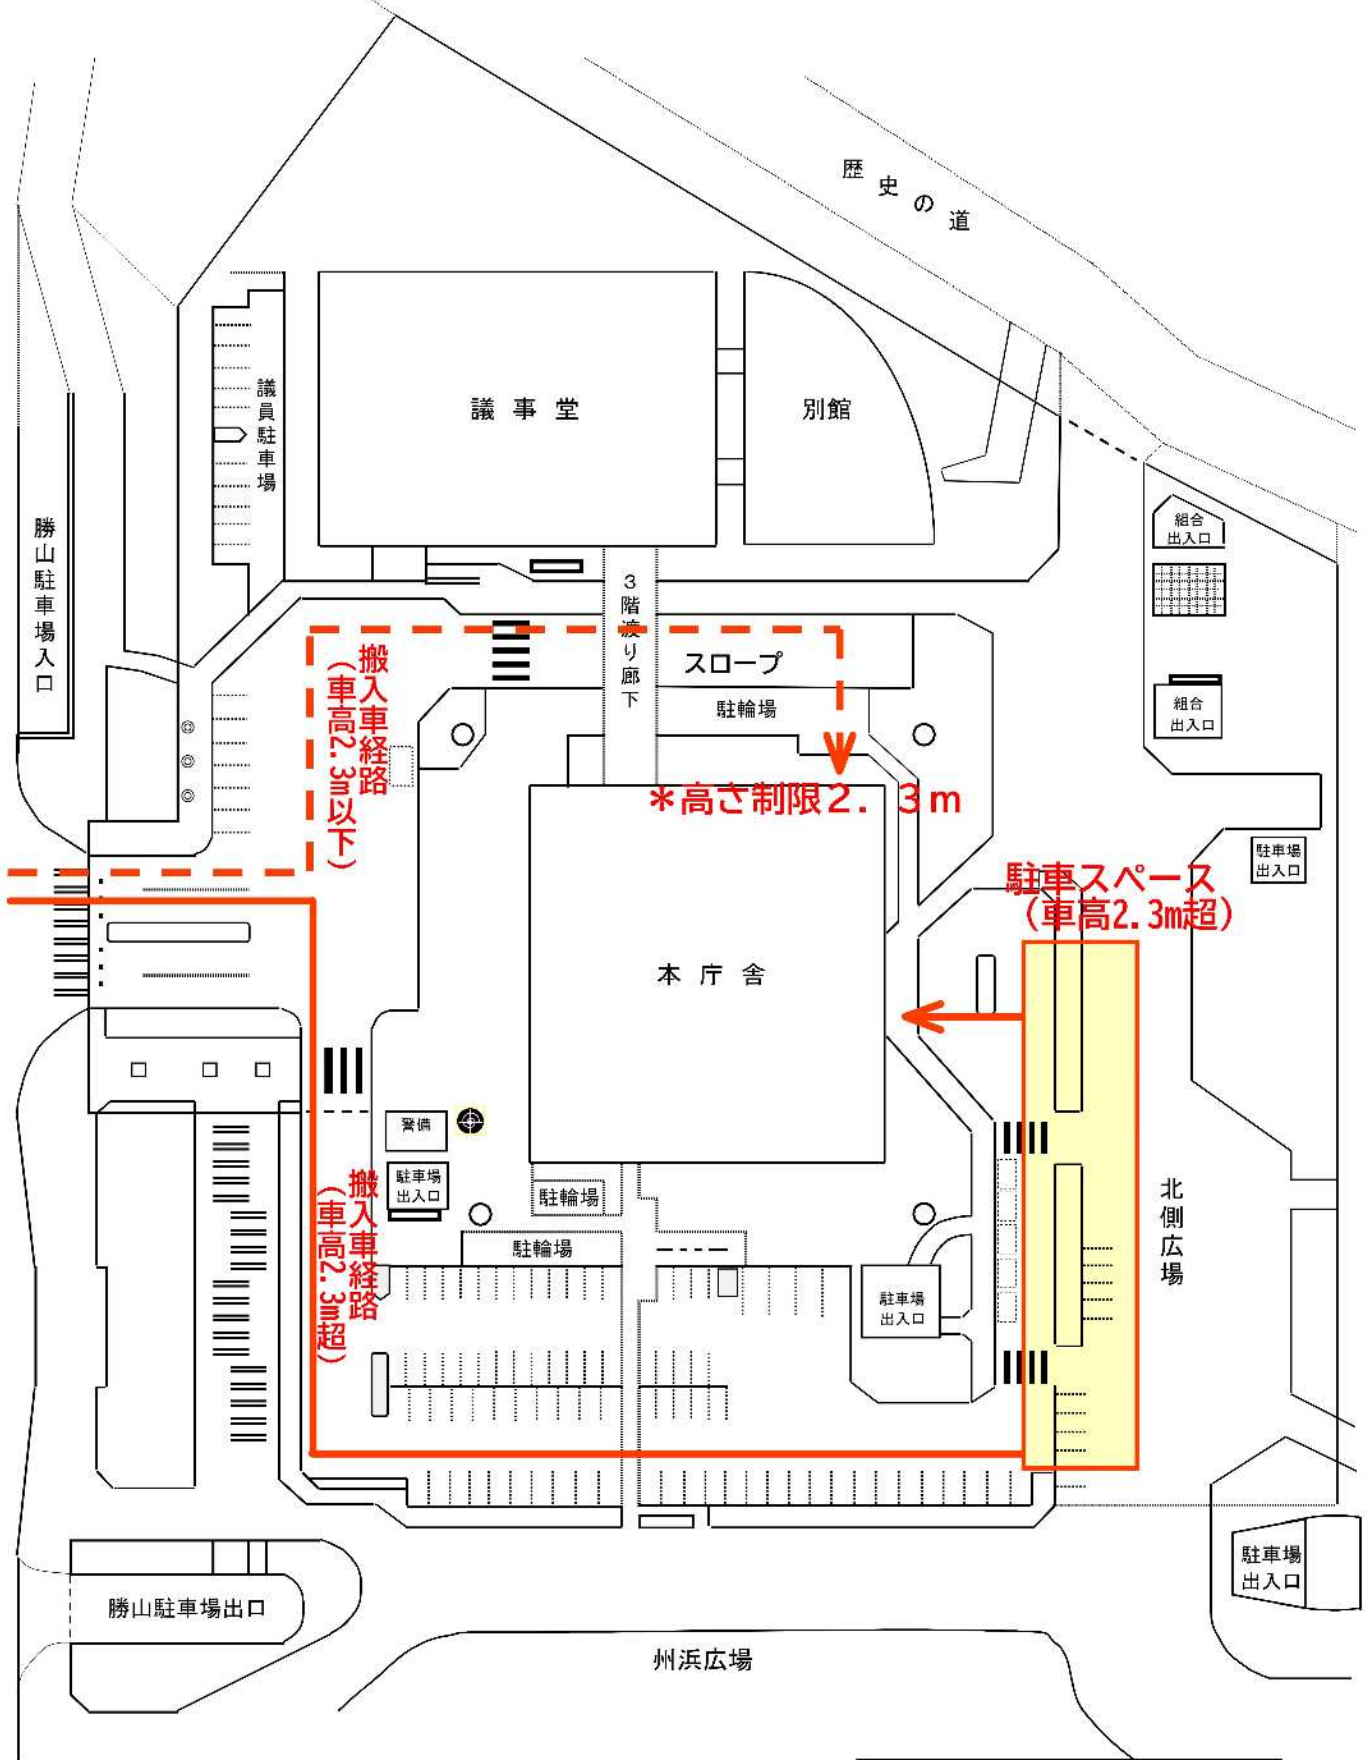 歴史の道
議員駐車場
議事堂
別館
勝山駐車場入口
組合
出入口
3階渡り廊下
スロープ
駐輪場
組合
出入口
搬入車経路
（車高2.3m以下）
＊高さ制限2.3m
駐車場
出入口
駐車スペース
（車高2.3m超）
本庁舎
警備
駐車場
出入口
搬入車経路
（車高2.3m超）
駐輪場
駐輪場
北側広場
駐車場
出入口
駐車場
出入口
勝山駐車場出口
州浜広場